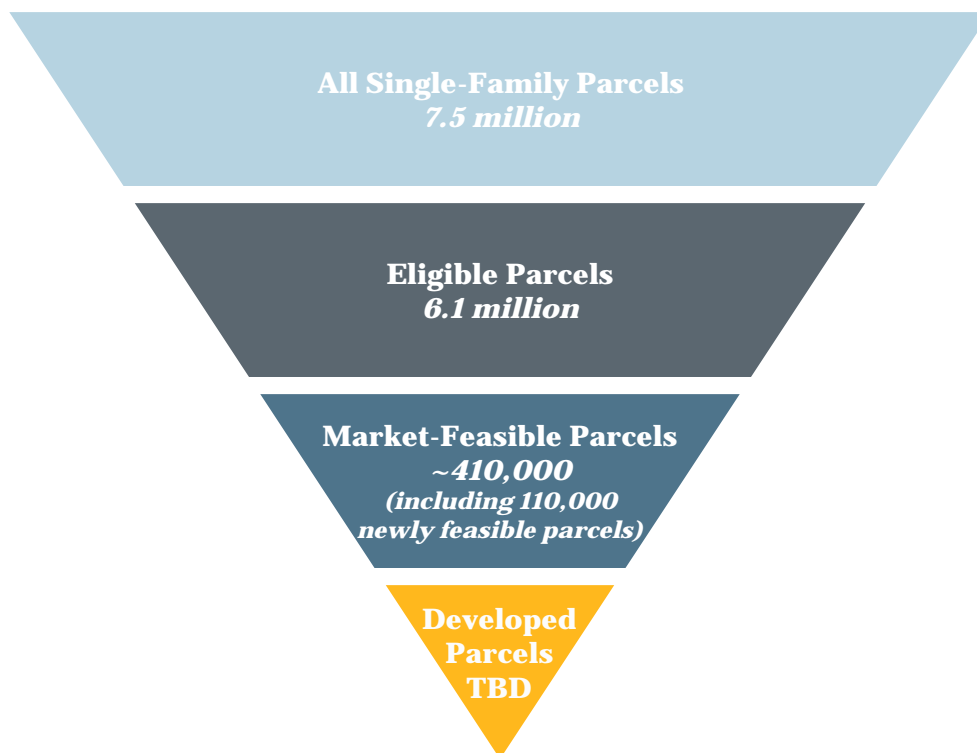 All Single-Family Parcels
7.5 million
Eligible Parcels
6.1 million
Market-Feasible Parcels
~410,000
(including 110,000
newly feasible parcels)
Developed
Parcels
TBD